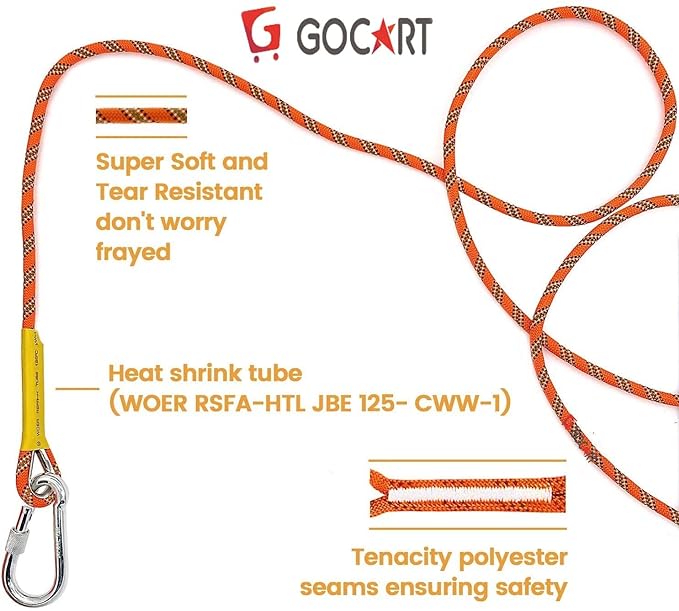 GOCART
Super Soft and
Tear Resistant
don't worry
frayed
Heat shrink tube
(WOER RSFA-HTL JBE 125- CWW-1)
Tenacity polyester
seams ensuring safety